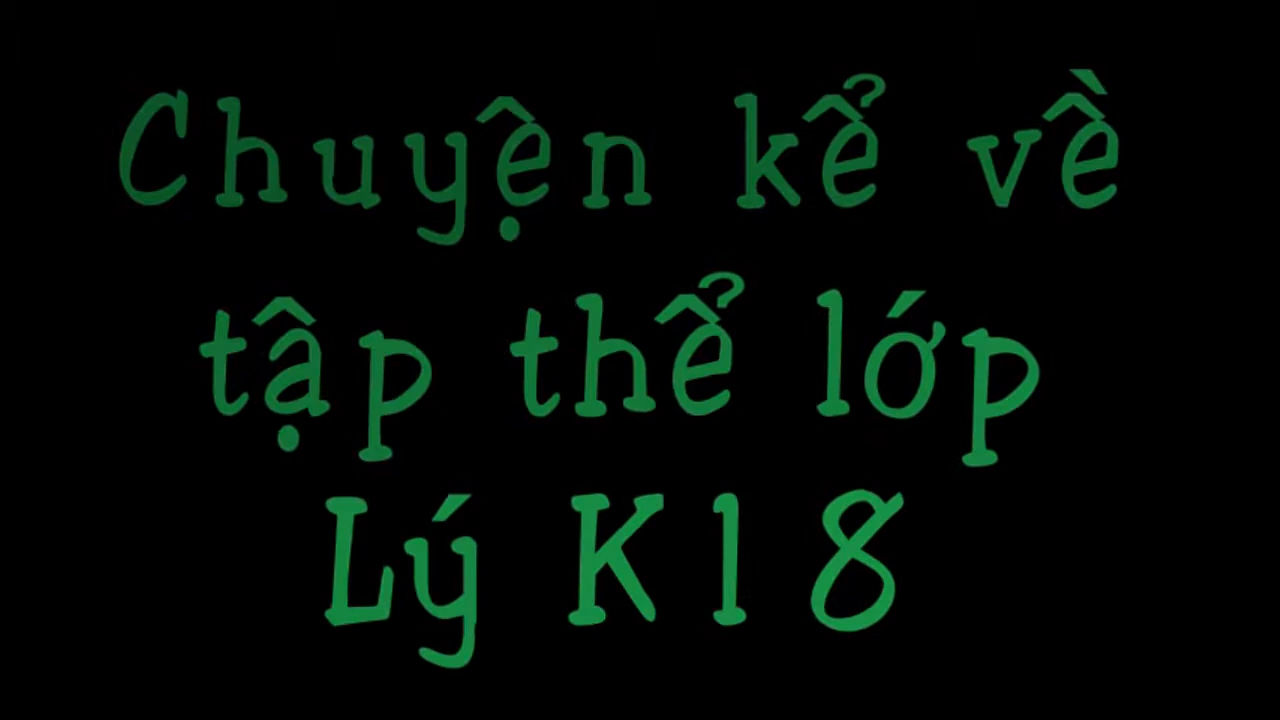 Chuyện kể về
tập thể lớp
Lý K18